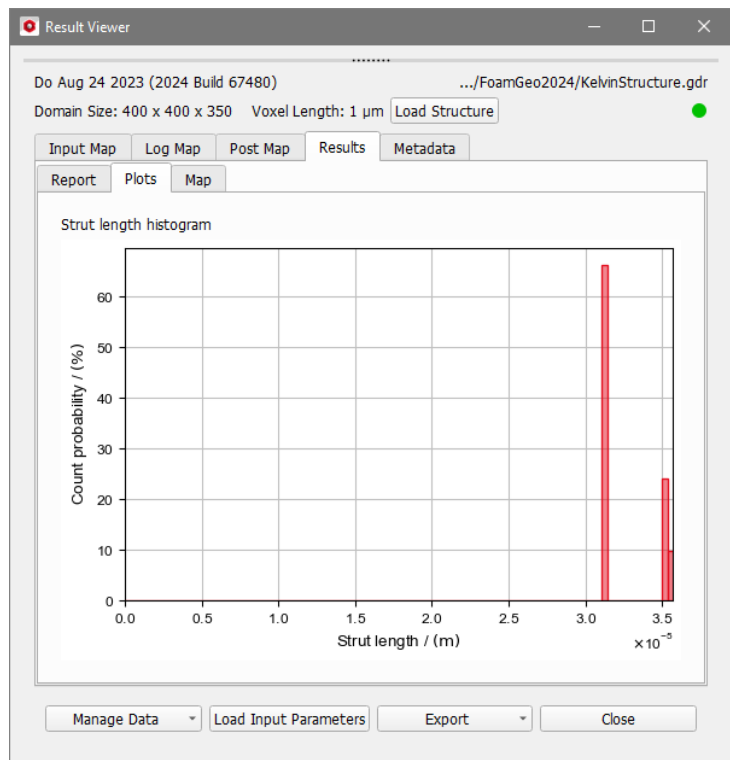 Result Viewer
Do Aug 24 2023 (2024 Build 67480) .../FoamGeo2024/KelvinStructure.gdr
Domain Size: 400 x 400 x 350 Voxel Length: 1 µm Load Structure
Input Map Log Map Post Map Results Metadata
Report Plots Map
Strut length histogram
60
50
40
30
20
10
0
Count probability / (%)
0.0 0.5 1.0 1.5 2.0 2.5 3.0 3.5
Strut length / (m) ×10⁻⁵
Manage Data Load Input Parameters Export Close